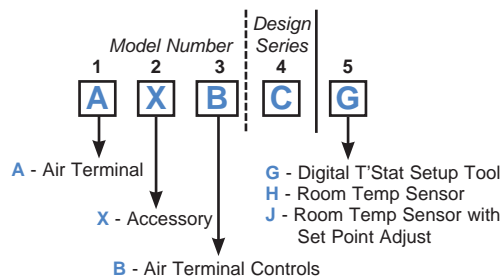 Model Number
Design
Series
1 2 3 4 5
A X B C G
A - Air Terminal
X - Accessory
B - Air Terminal Controls
G - Digital T'Stat Setup Tool
H - Room Temp Sensor
J - Room Temp Sensor with
Set Point Adjust